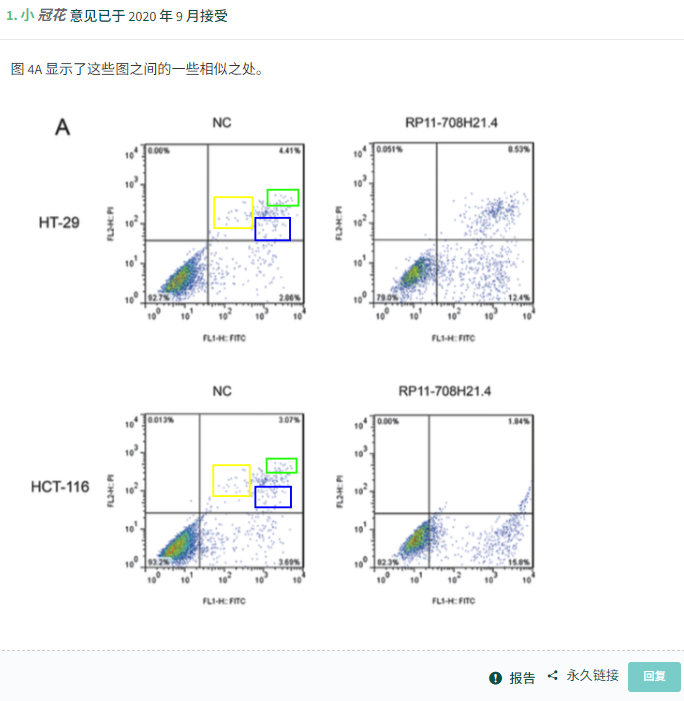 1. 小 冠花 意见已于 2020 年 9 月接受
图 4A 显示了这些图之间的一些相似之处。
A
NC
RP11-708H21.4
HT-29
FL2-H:: PI
10^4
10^3
10^2
10^1
10^0
0.00%
4.41%
92.7%
2.86%
10^0 10^1 10^2 10^3 10^4
FL1-H:: FITC
FL2-H:: PI
10^4
10^3
10^2
10^1
10^0
0.051%
8.53%
79.0%
12.4%
10^0 10^1 10^2 10^3 10^4
FL1-H:: FITC
NC
RP11-708H21.4
HCT-116
FL2-H:: PI
10^4
10^3
10^2
10^1
10^0
0.013%
3.07%
93.2%
3.69%
10^0 10^1 10^2 10^3 10^4
FL1-H:: FITC
FL2-H:: PI
10^4
10^3
10^2
10^1
10^0
0.00%
1.84%
82.3%
15.8%
10^0 10^1 10^2 10^3 10^4
FL1-H:: FITC
报告 永久链接 回复